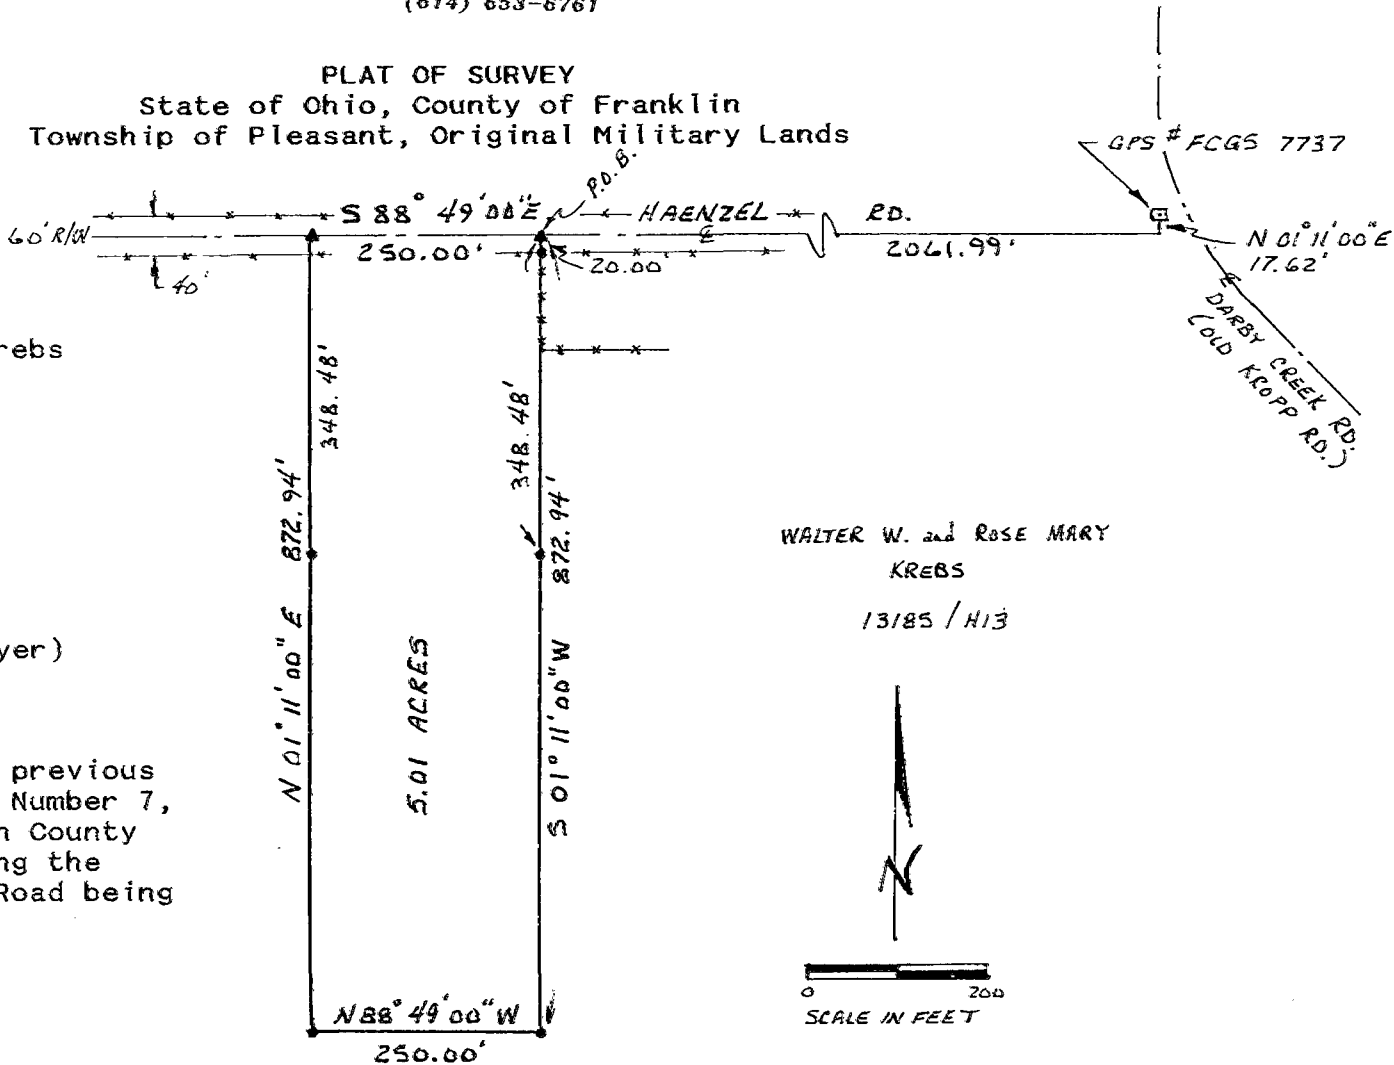 (614) 833-6761
PLAT OF SURVEY
State of Ohio, County of Franklin
Township of Pleasant, Original Military Lands
GPS # FCGS 7737
P.O.B.
60' R/W
S 88° 49' 00" E
HAENZEL
RD.
250.00'
20.00'
2061.99'
N 01° 11' 00" E
17.62'
40'
DARBY CREEK RD.
(OLD KROPP RD.)
rebs
348.48'
348.48'
872.94'
872.94'
N 01° 11' 00" E
S 01° 11' 00" W
5.01 ACRES
WALTER W. and ROSE MARY
KREBS
13185 / H13
yer)
previous
Number 7,
n County
ng the
Road being
N
0 200
SCALE IN FEET
N 88° 49' 00" W
250.00'